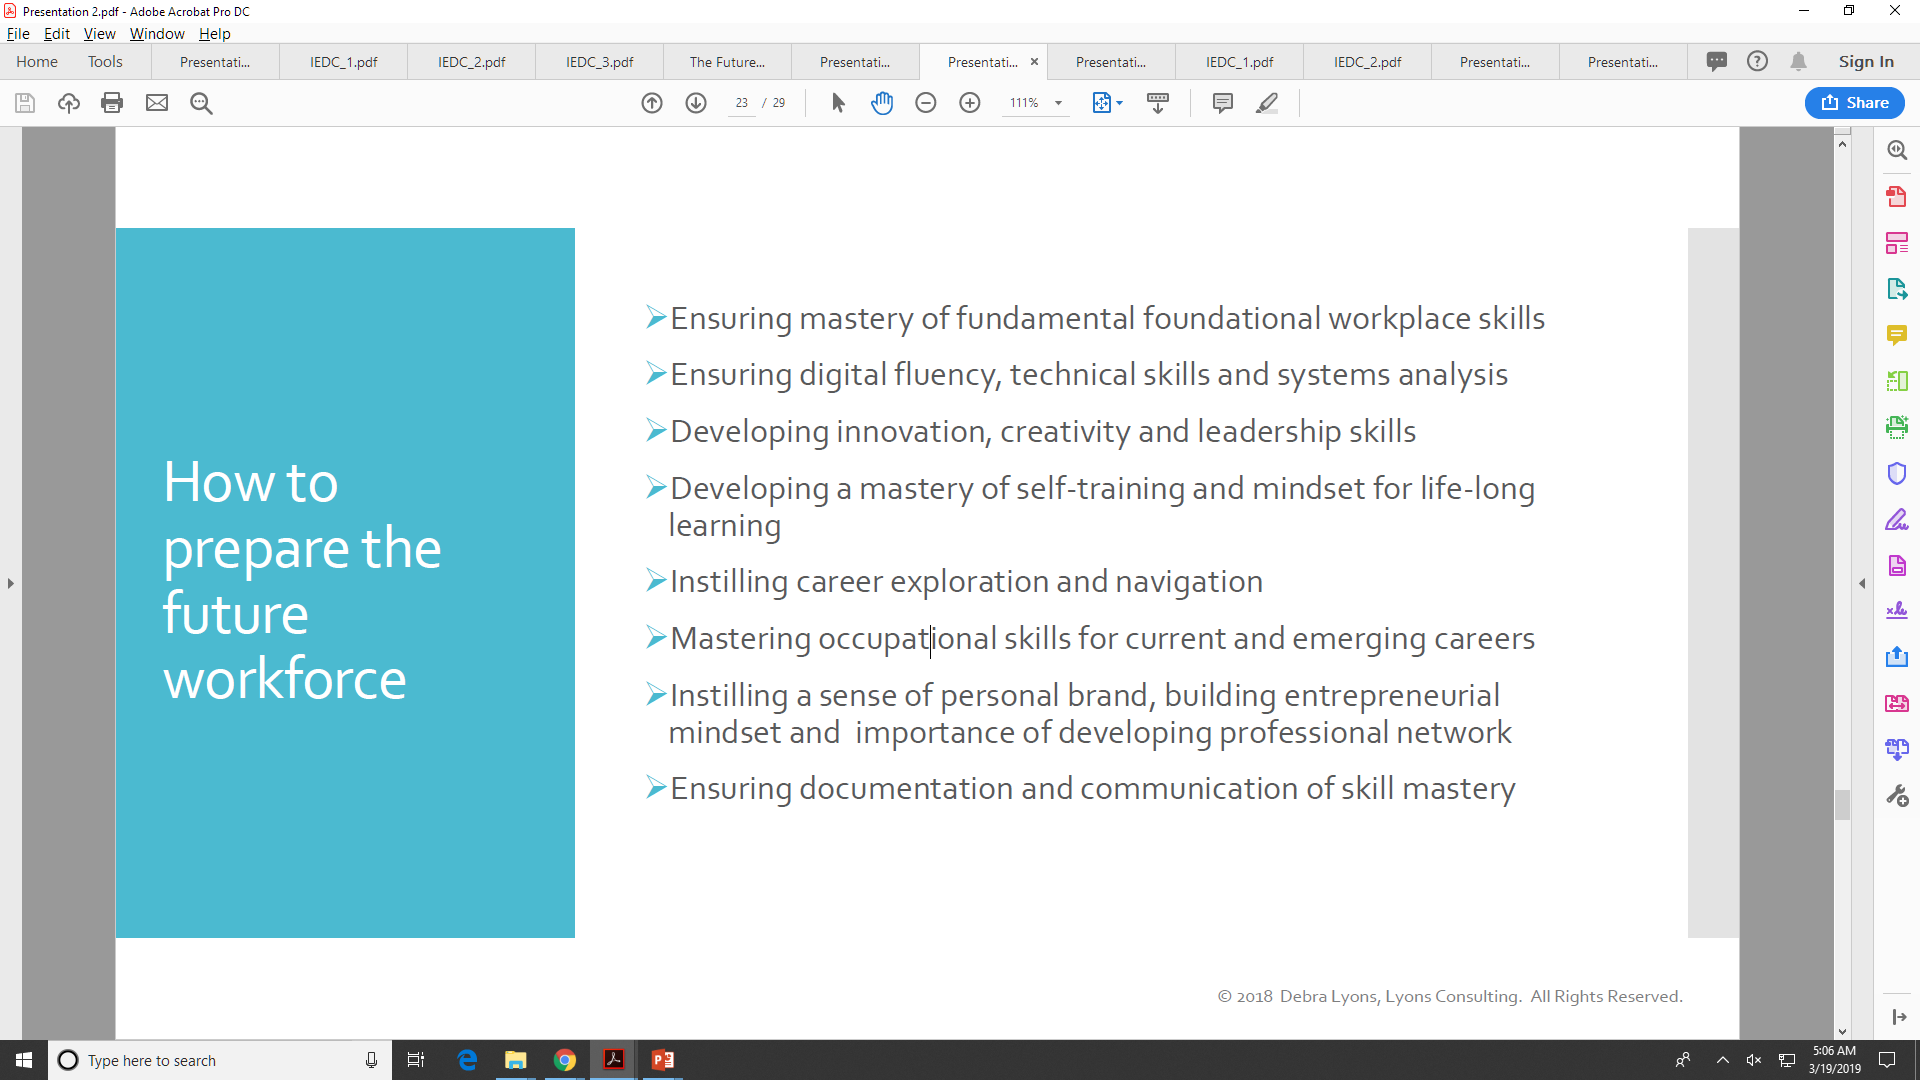 Presentation 2.pdf - Adobe Acrobat Pro DC
File Edit View Window Help
Home Tools Presentati... IEDC_1.pdf IEDC_2.pdf IEDC_3.pdf The Future... Presentati... Presentati... × Presentati... IEDC_1.pdf IEDC_2.pdf Presentati... Presentati... Sign In
23 / 29 111% Share
How to
prepare the
future
workforce
➢Ensuring mastery of fundamental foundational workplace skills
➢Ensuring digital fluency, technical skills and systems analysis
➢Developing innovation, creativity and leadership skills
➢Developing a mastery of self-training and mindset for life-long
learning
➢Instilling career exploration and navigation
➢Mastering occupational skills for current and emerging careers
➢Instilling a sense of personal brand, building entrepreneurial
mindset and  importance of developing professional network
➢Ensuring documentation and communication of skill mastery
© 2018  Debra Lyons, Lyons Consulting.  All Rights Reserved.
Type here to search
5:06 AM
3/19/2019